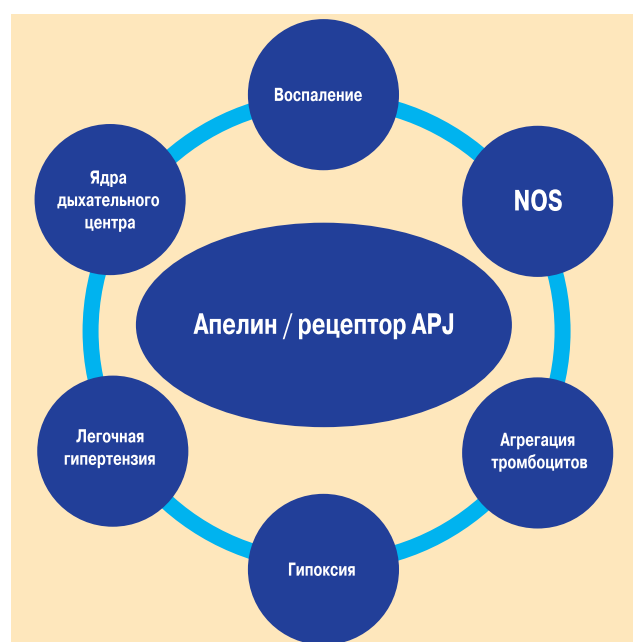 Воспаление
Ядра
дыхательного
центра
NOS
Апелин / рецептор APJ
Легочная
гипертензия
Агрегация
тромбоцитов
Гипоксия